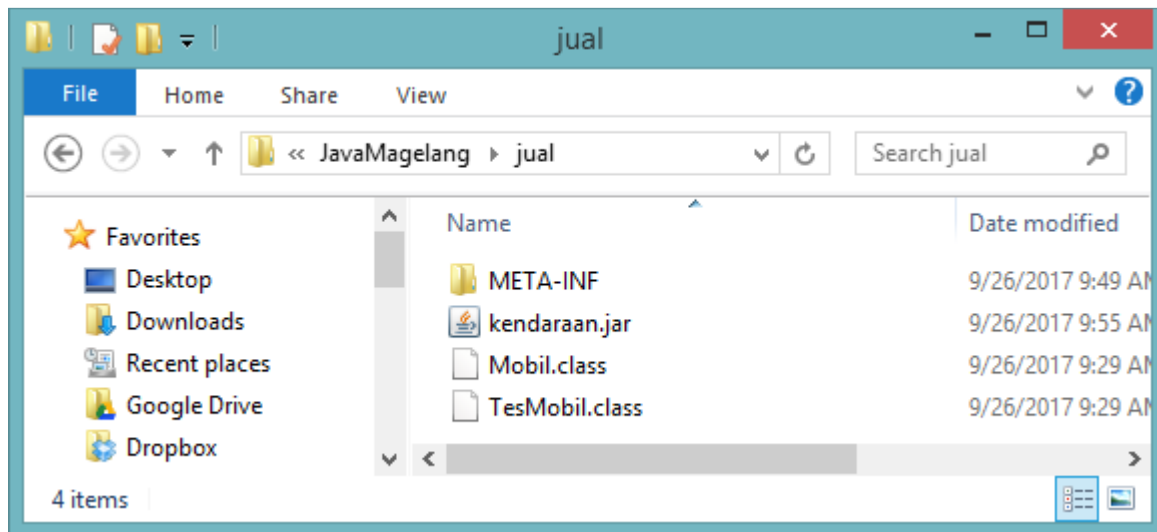 jual
File Home Share View
« JavaMagelang jual Search jual
Name Date modified
Favorites
Desktop
Downloads
Recent places
Google Drive
Dropbox
META-INF 9/26/2017 9:49 AM
kendaraan.jar 9/26/2017 9:55 AM
Mobil.class 9/26/2017 9:29 AM
TesMobil.class 9/26/2017 9:29 AM
4 items